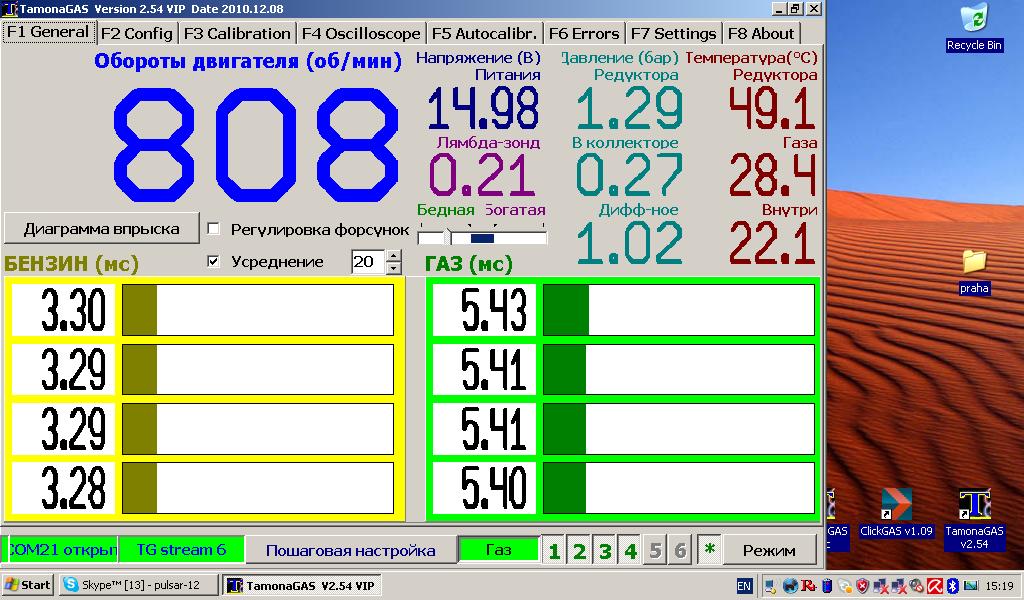 TamonaGAS Version 2.54 VIP Date 2010.12.08
F1 General F2 Config F3 Calibration F4 Oscilloscope F5 Autocalibr. F6 Errors F7 Settings F8 About
Обороты двигателя (об/мин)
808
Напряжение (В)
Питания
14.98
Лямбда-зонд
0.21
Бедная Богатая
Давление (бар)
Редуктора
1.29
В коллекторе
0.27
Дифф-ное
1.02
Температура(°C)
Редуктора
49.1
Газа
28.4
Внутри
22.1
Диаграмма впрыска
Регулировка форсунок
БЕНЗИН (мс)
Усреднение 20
ГАЗ (мс)
3.30 5.43
3.29 5.41
3.29 5.41
3.28 5.40
COM21 открыт TG stream 6 Пошаговая настройка Газ 1 2 3 4 5 6 * Режим
Recycle Bin
praha
GAS
ClickGAS v1.09
TamonaGAS
v2.54
Start Skype™ [13] - pulsar-12 TamonaGAS V2.54 VIP EN 15:19